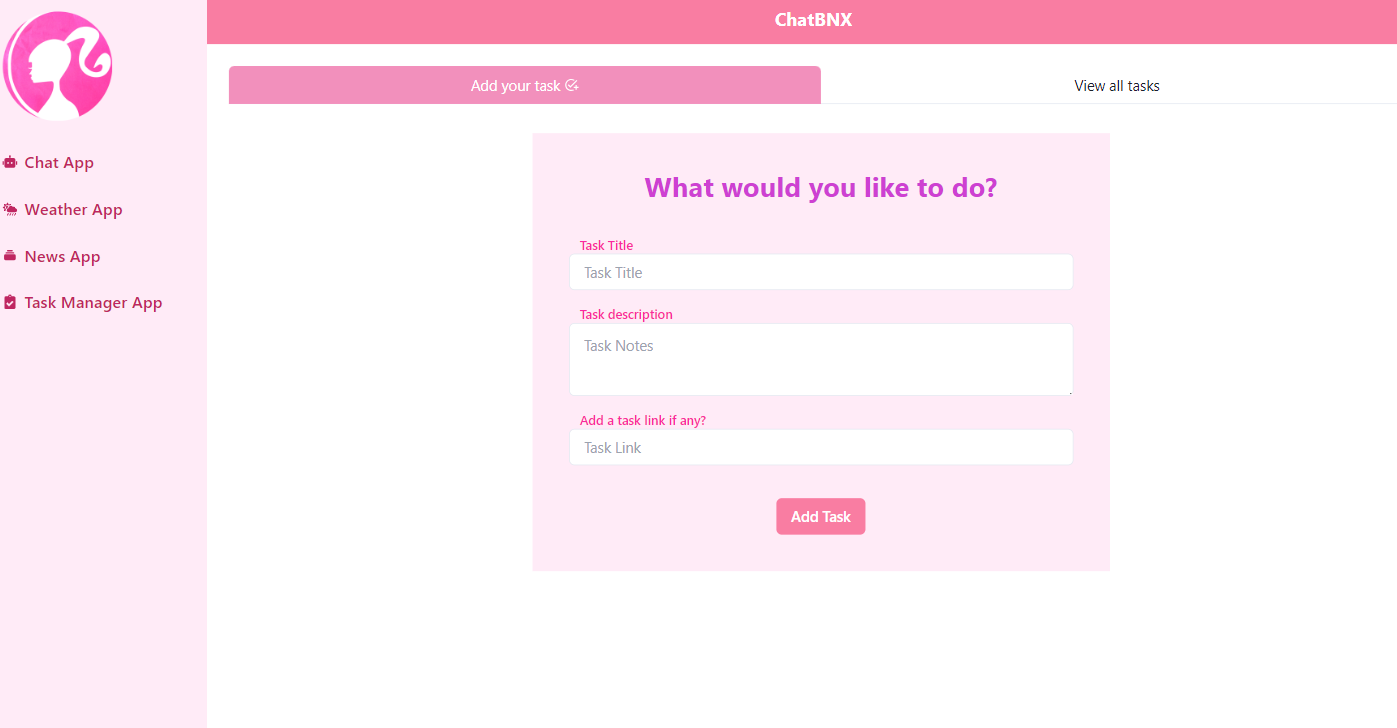 ChatBNX
Chat App
Weather App
News App
Task Manager App
Add your task
View all tasks
What would you like to do?
Task Title
Task Title
Task description
Task Notes
Add a task link if any?
Task Link
Add Task